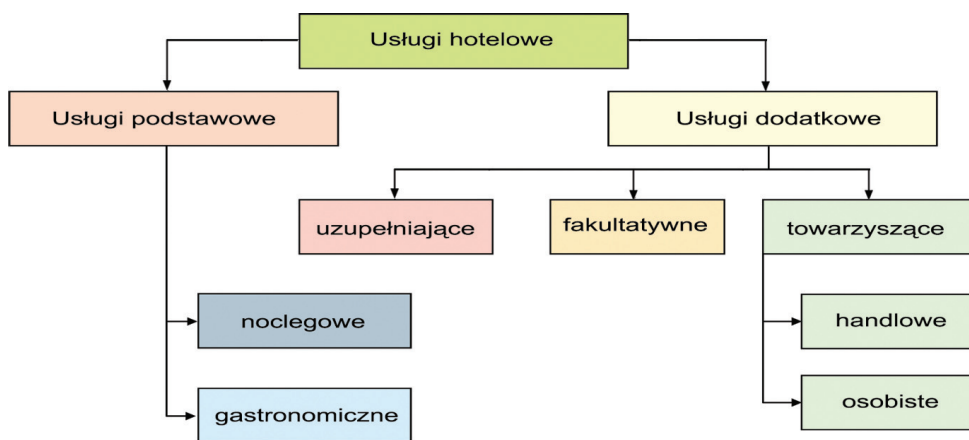 Usługi hotelowe
Usługi podstawowe
Usługi dodatkowe
uzupełniające
fakultatywne
towarzyszące
noclegowe
handlowe
gastronomiczne
osobiste